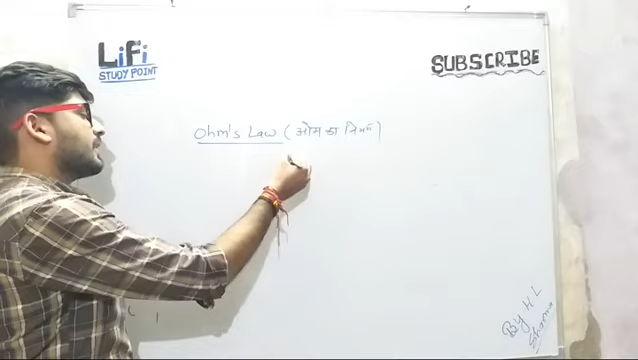 LiFi
STUDY POINT
SUBSCRIBE
Ohm's Law (ओम का नियम)
By H L
Sharma